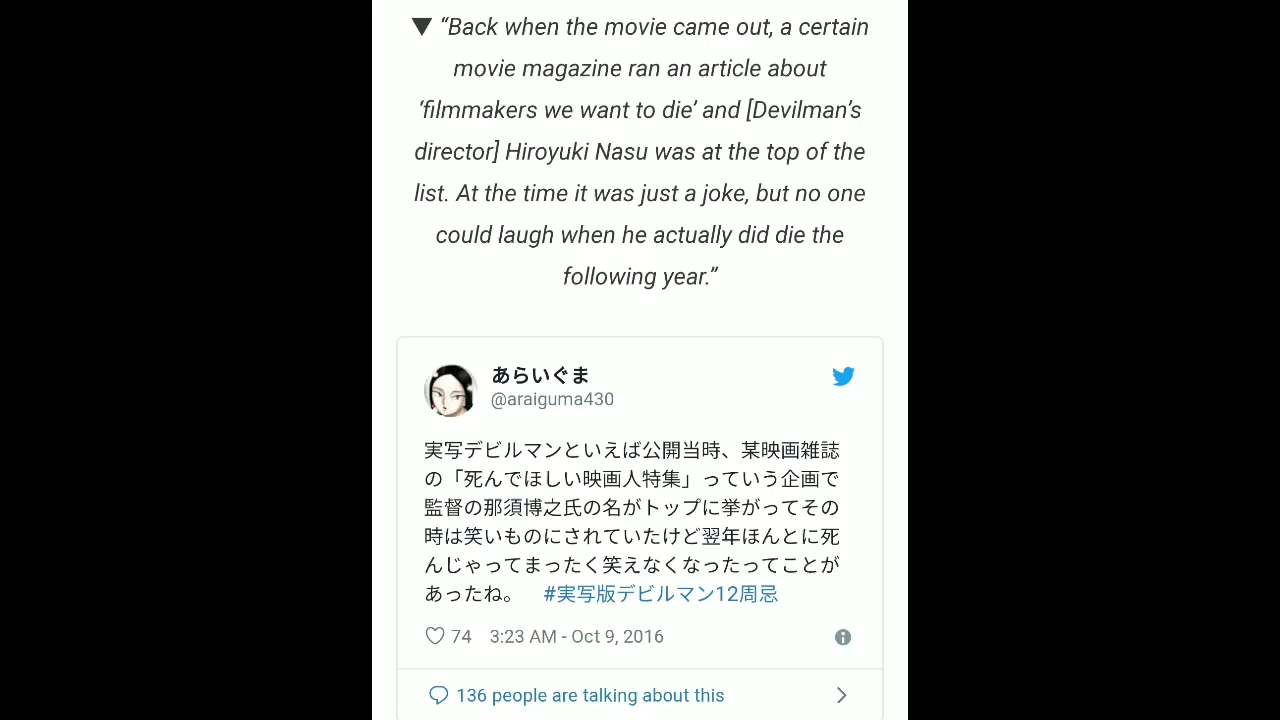 ▼ “Back when the movie came out, a certain
movie magazine ran an article about
‘filmmakers we want to die’ and [Devilman’s
director] Hiroyuki Nasu was at the top of the
list. At the time it was just a joke, but no one
could laugh when he actually did die the
following year.”
あらいぐま
@araiguma430
実写デビルマンといえば公開当時、某映画雑誌
の「死んでほしい映画人特集」っていう企画で
監督の那須博之氏の名がトップに挙がってその
時は笑いものにされていたけど翌年ほんとに死
んじゃってまったく笑えなくなったってことが
あったね。 #実写版デビルマン12周忌
74 3:23 AM - Oct 9, 2016
136 people are talking about this